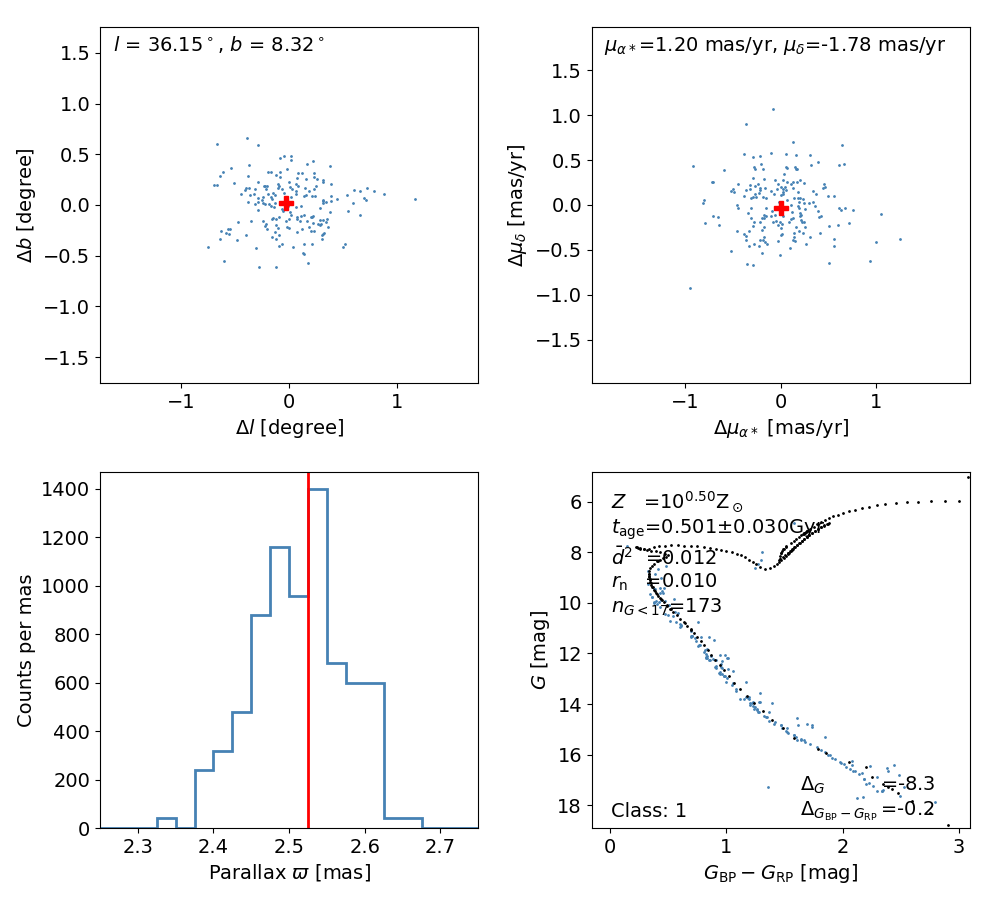 l = 36.15°, b = 8.32°
1.5
1.0
0.5
0.0
−0.5
−1.0
−1.5
Δb [degree]
−1 0 1
Δl [degree]
μα∗=1.20 mas/yr, μδ=-1.78 mas/yr
1.5
1.0
0.5
0.0
−0.5
−1.0
−1.5
Δμδ [mas/yr]
−1 0 1
Δμα∗ [mas/yr]
1400
1200
1000
800
600
400
200
0
Counts per mas
2.3 2.4 2.5 2.6 2.7
Parallax ϖ [mas]
Z =10^0.50 Z⊙
t_age=0.501±0.030Gy
d̄² =0.012
r_n =0.010
n_G<17=173
6
8
10
12
14
16
18
G [mag]
Δ_G =-8.3
Class: 1 Δ_GBP−GRP =-0.2
0 1 2 3
G_BP − G_RP [mag]